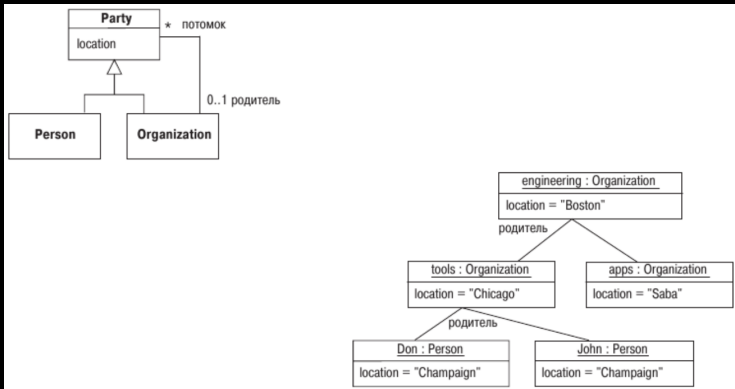 Party
* потомок
location
0..1 родитель
Person
Organization
engineering : Organization
location = "Boston"
родитель
tools : Organization
location = "Chicago"
apps : Organization
location = "Saba"
родитель
Don : Person
location = "Champaign"
John : Person
location = "Champaign"